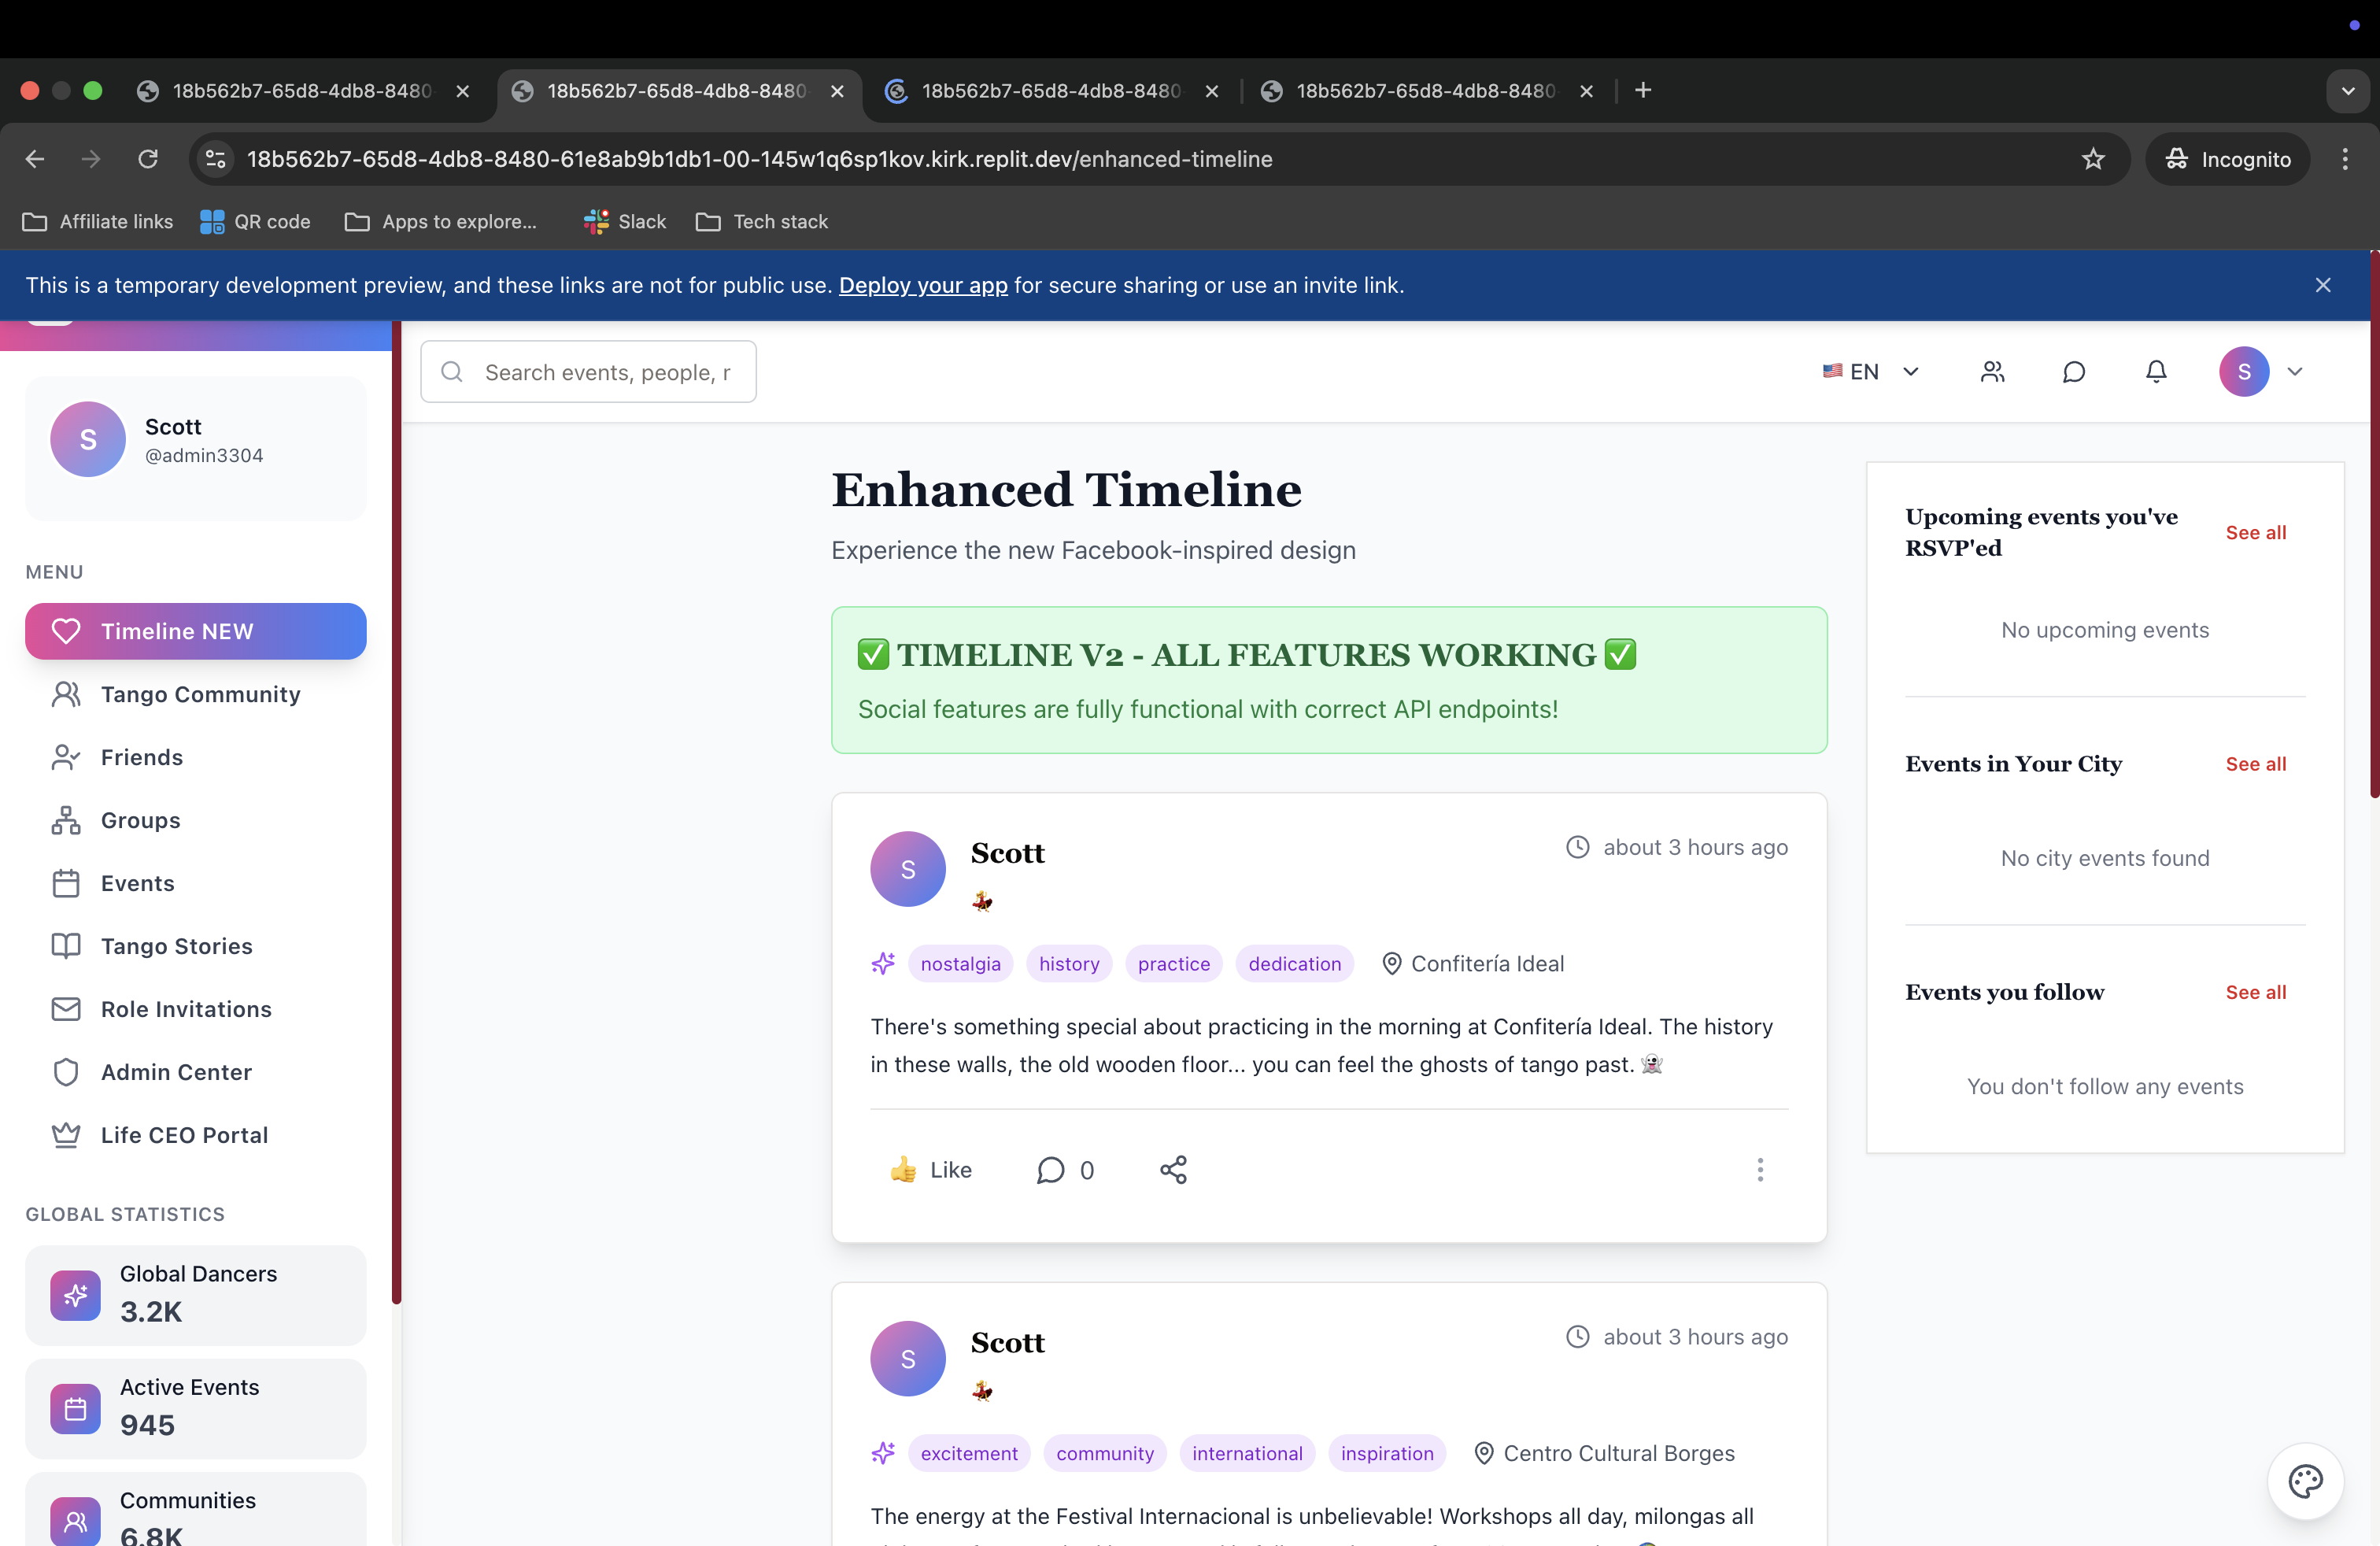 18b562b7-65d8-4db8-8480
18b562b7-65d8-4db8-8480
18b562b7-65d8-4db8-8480
18b562b7-65d8-4db8-8480
18b562b7-65d8-4db8-8480-61e8ab9b1db1-00-145w1q6sp1kov.kirk.replit.dev/enhanced-timeline
Incognito
Affiliate links
QR code
Apps to explore...
Slack
Tech stack
This is a temporary development preview, and these links are not for public use. Deploy your app for secure sharing or use an invite link.
S
Scott
@admin3304
MENU
Timeline NEW
Tango Community
Friends
Groups
Events
Tango Stories
Role Invitations
Admin Center
Life CEO Portal
GLOBAL STATISTICS
Global Dancers
3.2K
Active Events
945
Communities
6.8K
Search events, people, r
EN
S
Enhanced Timeline
Experience the new Facebook-inspired design
✅ TIMELINE V2 - ALL FEATURES WORKING ✅
Social features are fully functional with correct API endpoints!
S
Scott
about 3 hours ago
nostalgia
history
practice
dedication
Confitería Ideal
There's something special about practicing in the morning at Confitería Ideal. The history
in these walls, the old wooden floor... you can feel the ghosts of tango past. 👻
👍 Like
0
S
Scott
about 3 hours ago
excitement
community
international
inspiration
Centro Cultural Borges
The energy at the Festival Internacional is unbelievable! Workshops all day, milongas all
Upcoming events you've
RSVP'ed
See all
No upcoming events
Events in Your City
See all
No city events found
Events you follow
See all
You don't follow any events